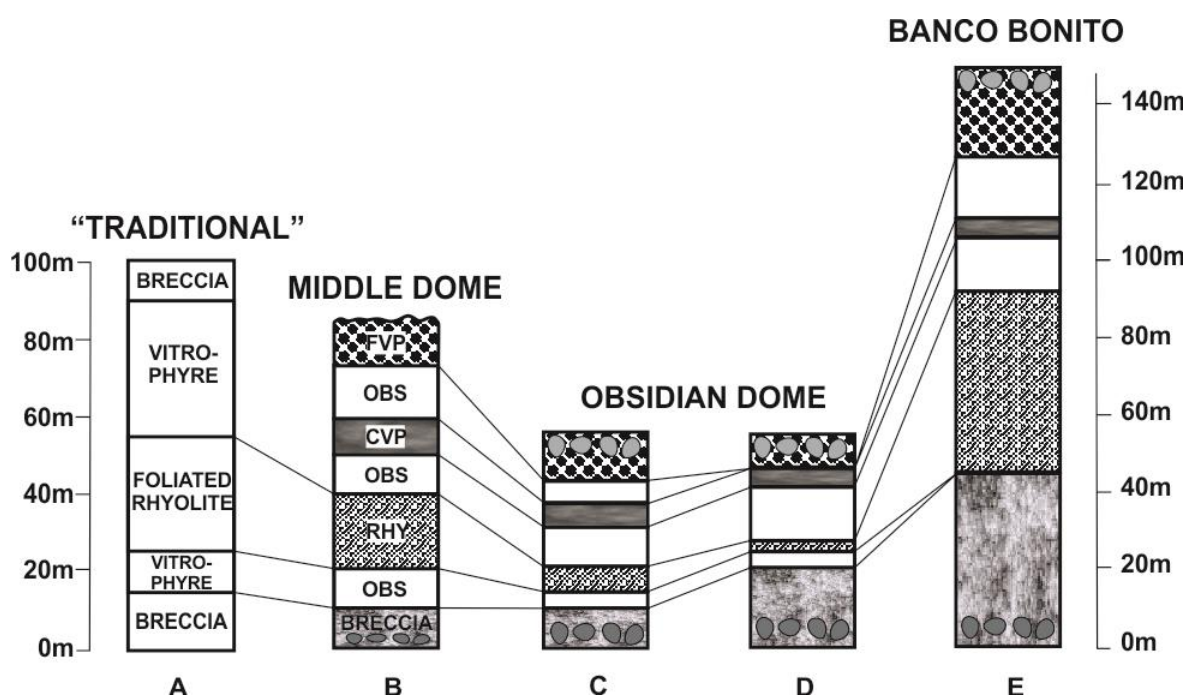 BANCO BONITO
140m
120m
100m
80m
60m
40m
20m
0m
“TRADITIONAL”
100m
80m
60m
40m
20m
0m
BRECCIA
VITRO-
PHYRE
FOLIATED
RHYOLITE
VITRO-
PHYRE
BRECCIA
MIDDLE DOME
FVP
OBS
CVP
OBS
RHY
OBS
BRECCIA
OBSIDIAN DOME
A
B
C
D
E